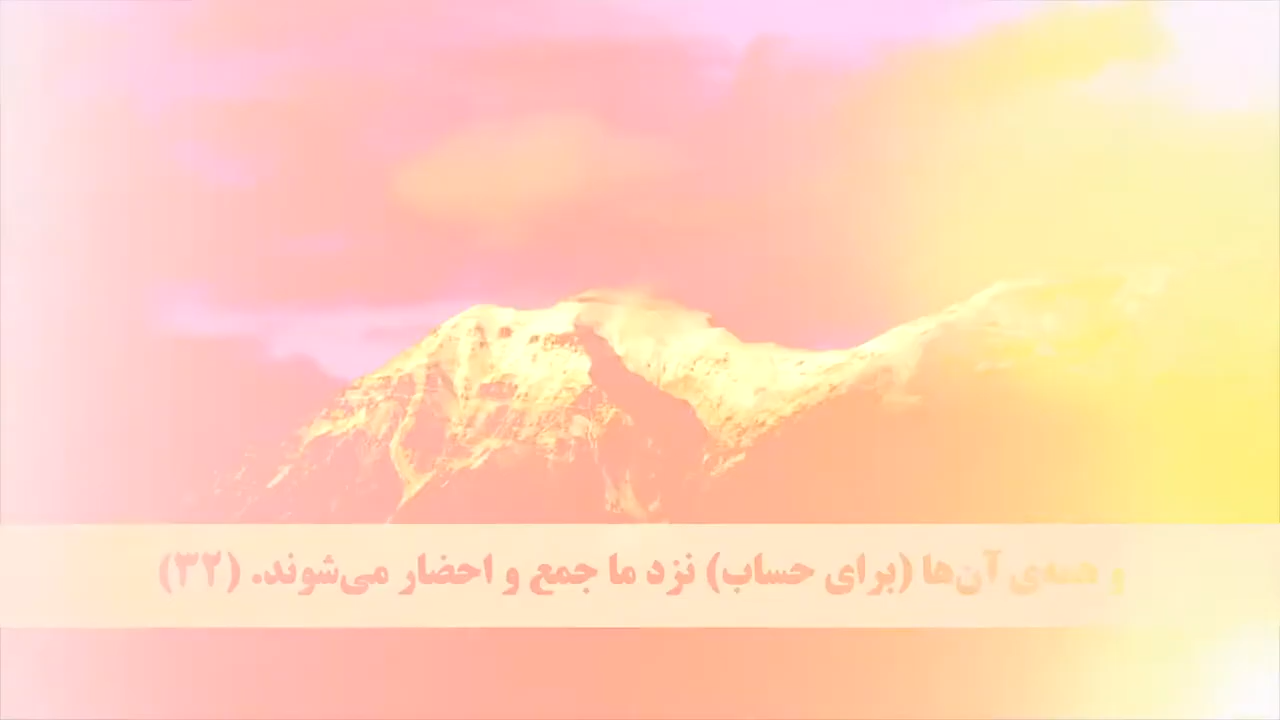 و همه‌ی آن‌ها (برای حساب) نزد ما جمع و احضار می‌شوند. (۳۲)